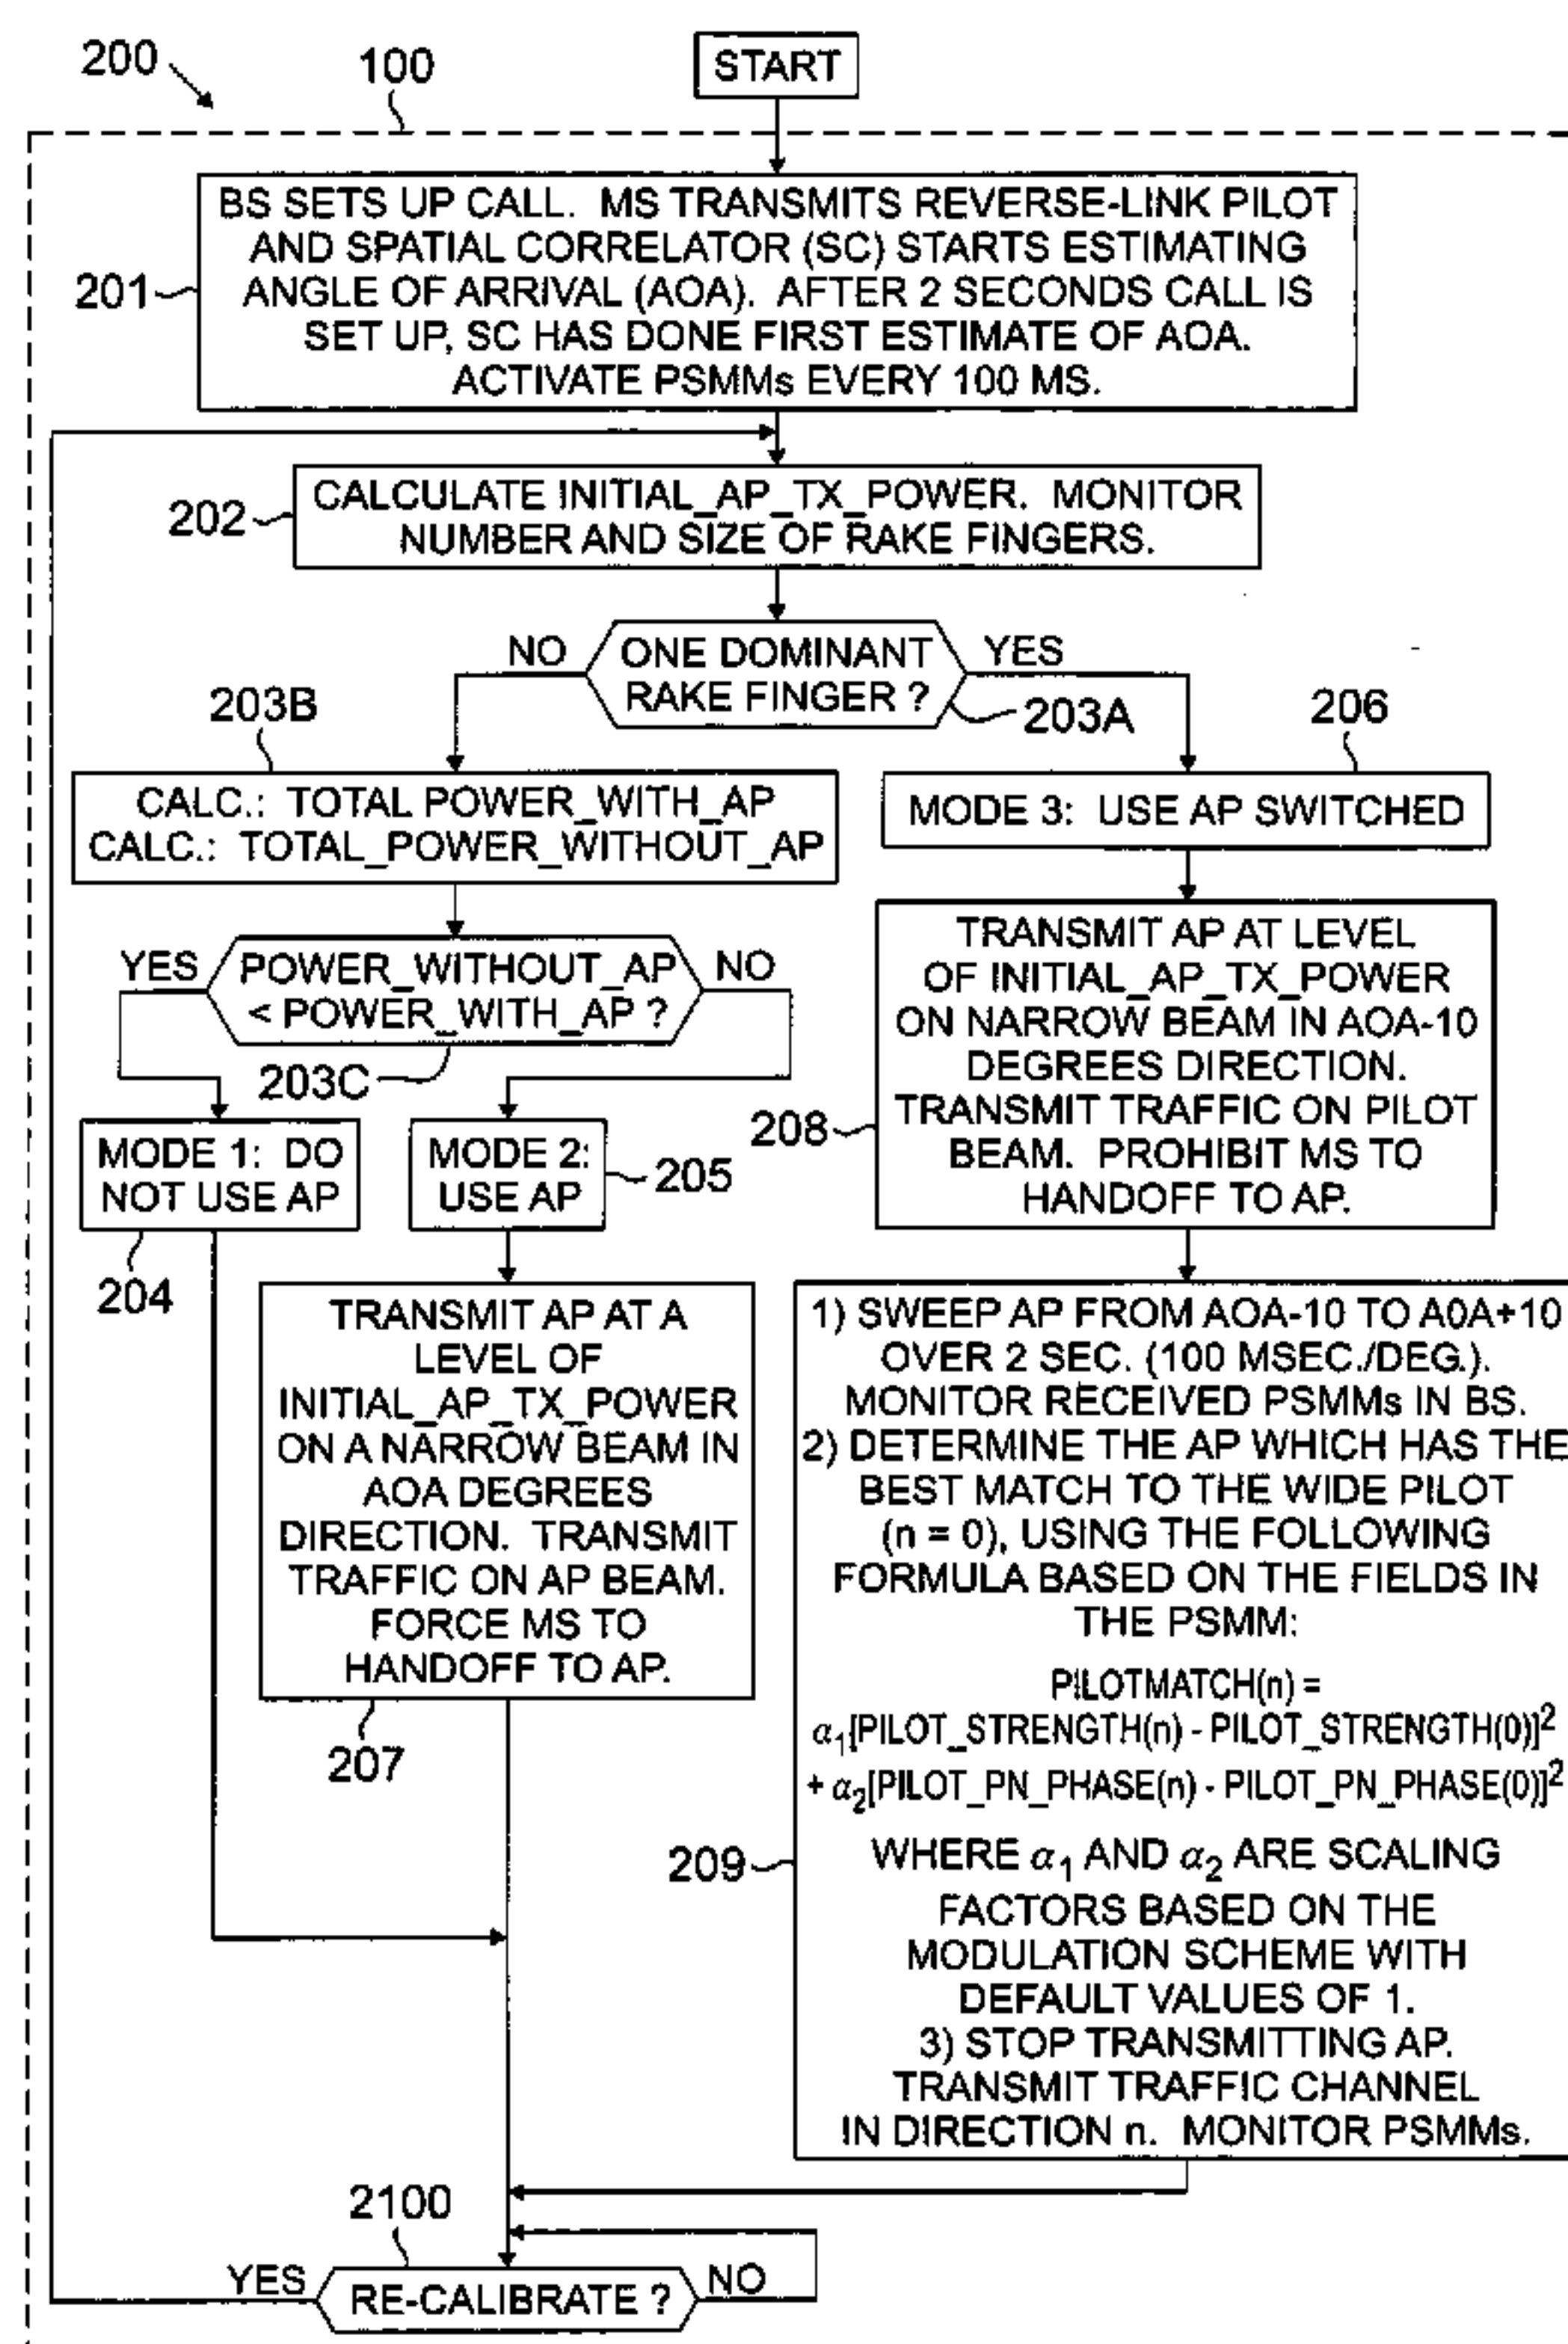 200
100
START
BS SETS UP CALL. MS TRANSMITS REVERSE-LINK PILOT
AND SPATIAL CORRELATOR (SC) STARTS ESTIMATING
ANGLE OF ARRIVAL (AOA). AFTER 2 SECONDS CALL IS
SET UP, SC HAS DONE FIRST ESTIMATE OF AOA.
ACTIVATE PSMMs EVERY 100 MS.
201
CALCULATE INITIAL_AP_TX_POWER. MONITOR
NUMBER AND SIZE OF RAKE FINGERS.
202
NO
ONE DOMINANT
RAKE FINGER ?
YES
203A
203B
206
CALC.: TOTAL POWER_WITH_AP
CALC.: TOTAL_POWER_WITHOUT_AP
MODE 3: USE AP SWITCHED
YES
POWER_WITHOUT_AP
< POWER_WITH_AP ?
NO
203C
TRANSMIT AP AT LEVEL
OF INITIAL_AP_TX_POWER
ON NARROW BEAM IN AOA-10
DEGREES DIRECTION.
TRANSMIT TRAFFIC ON PILOT
BEAM. PROHIBIT MS TO
HANDOFF TO AP.
208
MODE 1: DO
NOT USE AP
204
MODE 2:
USE AP
205
TRANSMIT AP AT A
LEVEL OF
INITIAL_AP_TX_POWER
ON A NARROW BEAM IN
AOA DEGREES
DIRECTION. TRANSMIT
TRAFFIC ON AP BEAM.
FORCE MS TO
HANDOFF TO AP.
207
1) SWEEP AP FROM AOA-10 TO A0A+10
OVER 2 SEC. (100 MSEC./DEG.).
MONITOR RECEIVED PSMMs IN BS.
2) DETERMINE THE AP WHICH HAS THE
BEST MATCH TO THE WIDE PILOT
(n = 0), USING THE FOLLOWING
FORMULA BASED ON THE FIELDS IN
THE PSMM:
PILOTMATCH(n) =
α₁[PILOT_STRENGTH(n) - PILOT_STRENGTH(0)]²
+ α₂[PILOT_PN_PHASE(n) - PILOT_PN_PHASE(0)]²
WHERE α₁ AND α₂ ARE SCALING
FACTORS BASED ON THE
MODULATION SCHEME WITH
DEFAULT VALUES OF 1.
3) STOP TRANSMITTING AP.
TRANSMIT TRAFFIC CHANNEL
IN DIRECTION n. MONITOR PSMMs.
209
2100
YES
RE-CALIBRATE ?
NO